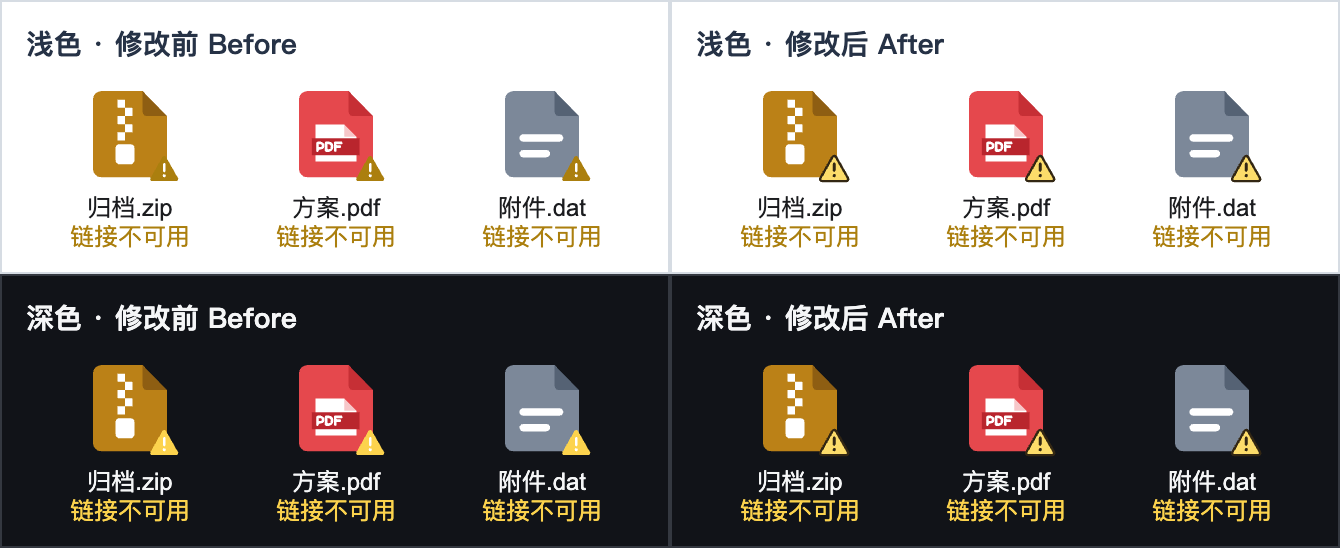 浅色 · 修改前 Before
PDF
归档.zip 方案.pdf 附件.dat
链接不可用 链接不可用 链接不可用
浅色 · 修改后 After
PDF
归档.zip 方案.pdf 附件.dat
链接不可用 链接不可用 链接不可用
深色 · 修改前 Before
PDF
归档.zip 方案.pdf 附件.dat
链接不可用 链接不可用 链接不可用
深色 · 修改后 After
PDF
归档.zip 方案.pdf 附件.dat
链接不可用 链接不可用 链接不可用